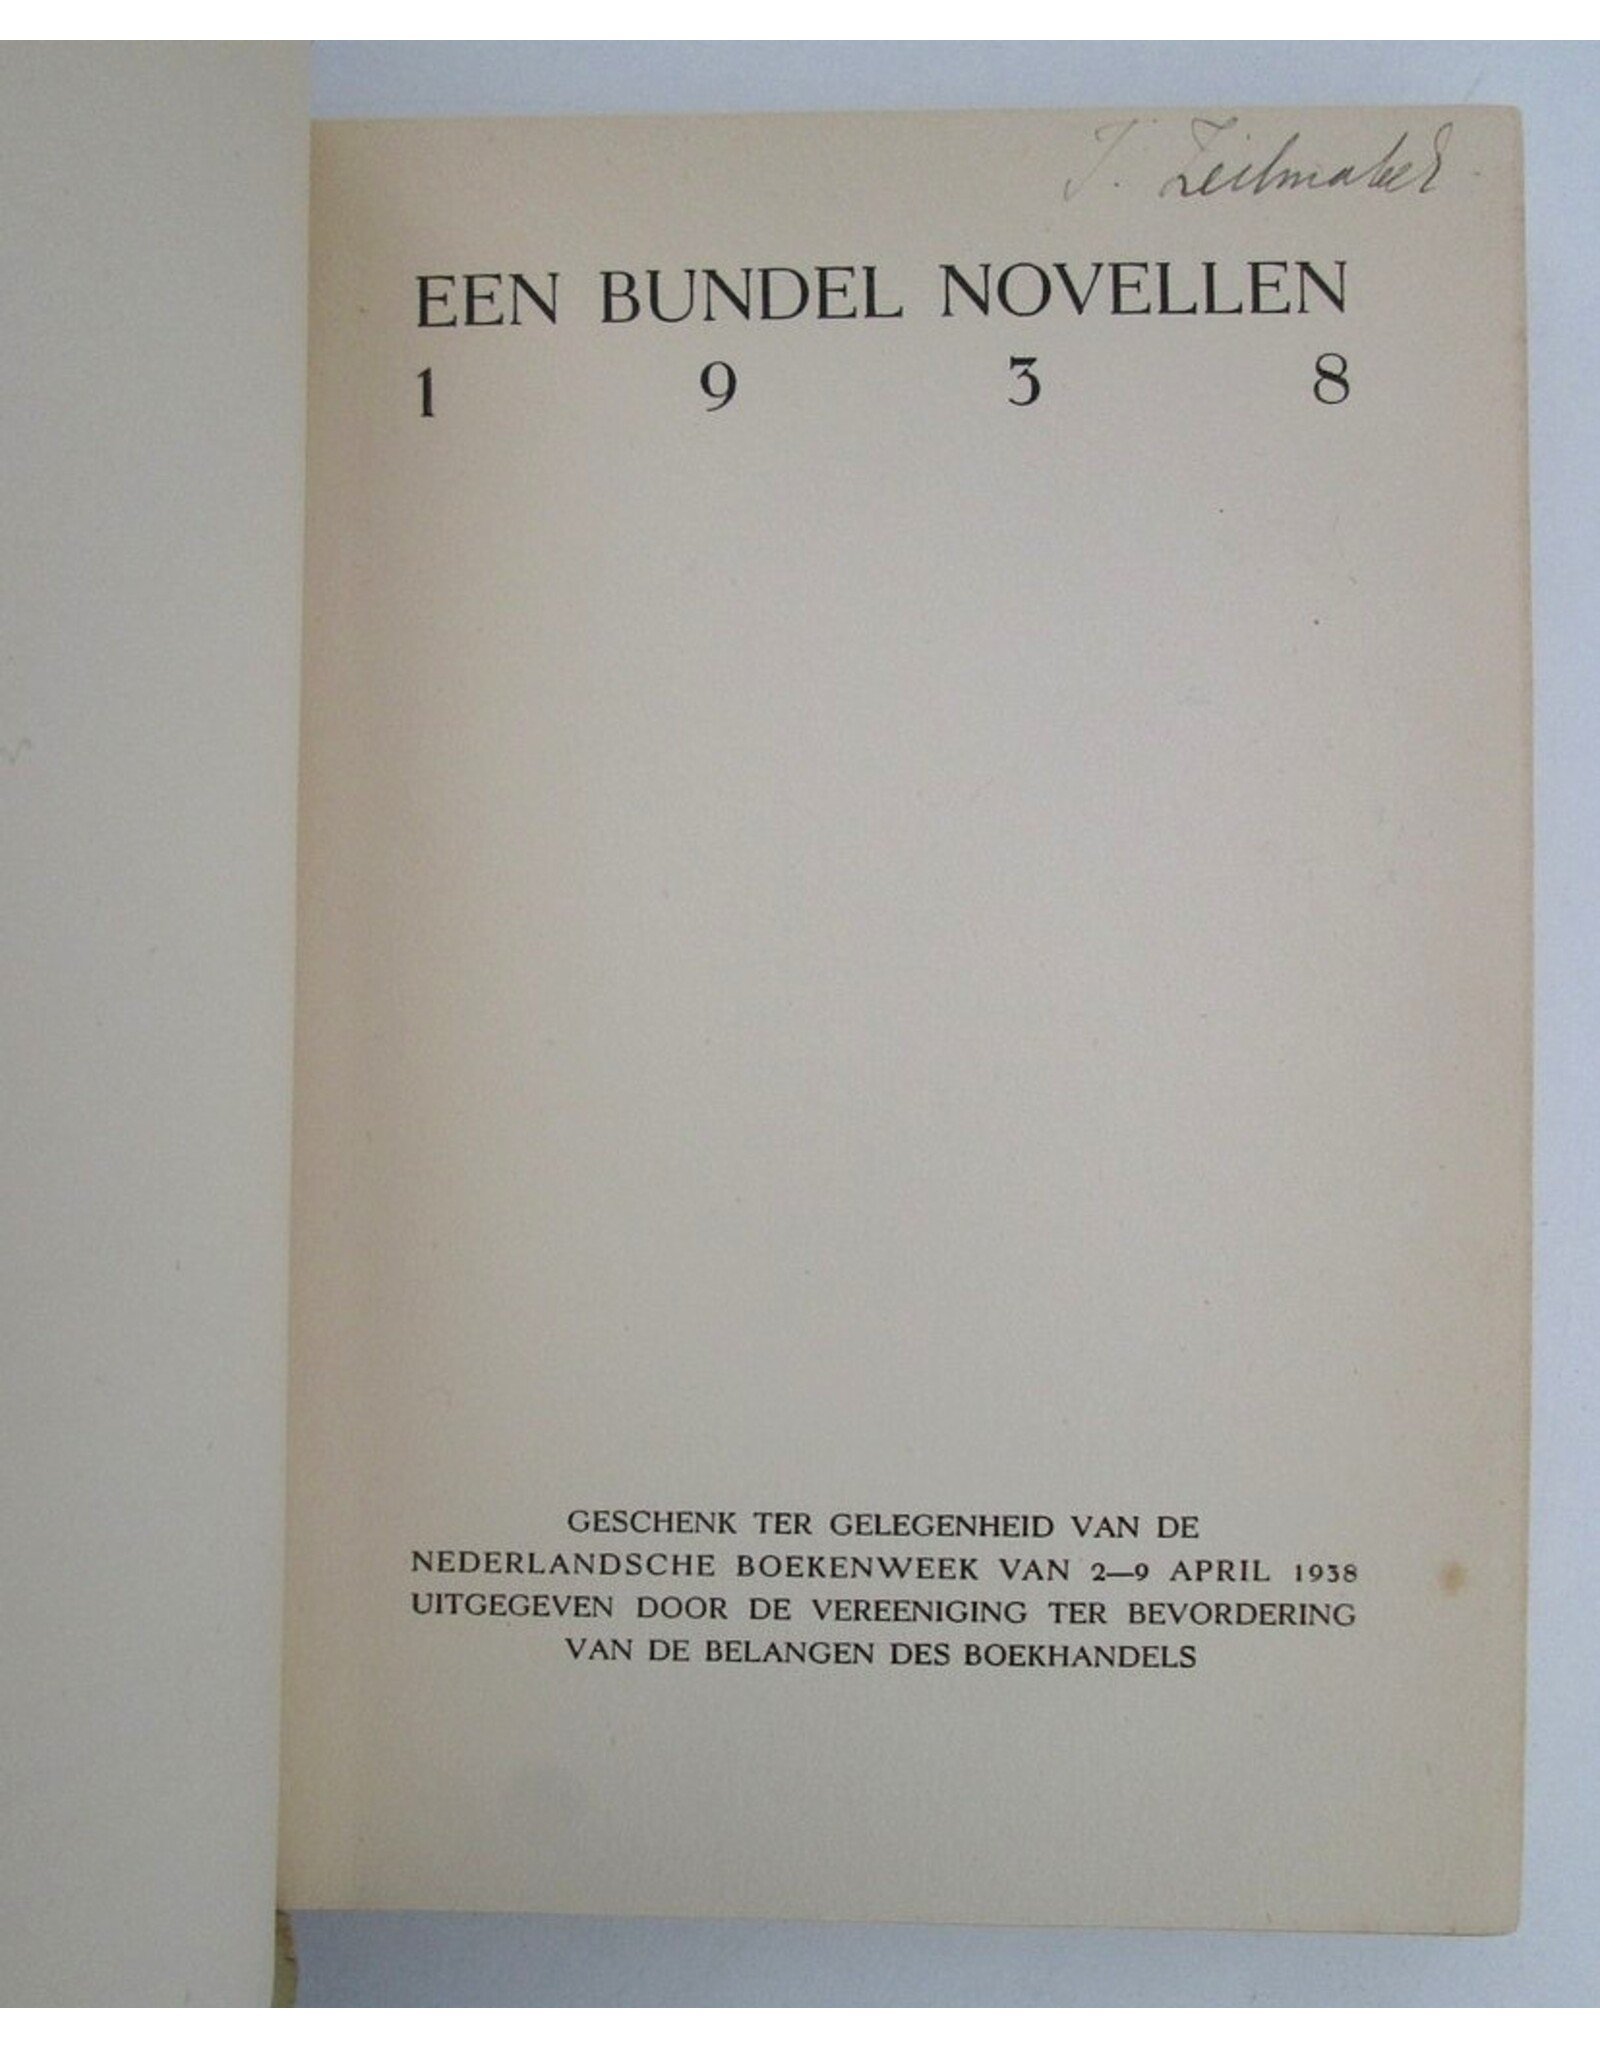 J. Zeilmaker
EEN BUNDEL NOVELLEN
1 9 3 8
GESCHENK TER GELEGENHEID VAN DE
NEDERLANDSCHE BOEKENWEEK VAN 2—9 APRIL 1938
UITGEGEVEN DOOR DE VEREENIGING TER BEVORDERING
VAN DE BELANGEN DES BOEKHANDELS